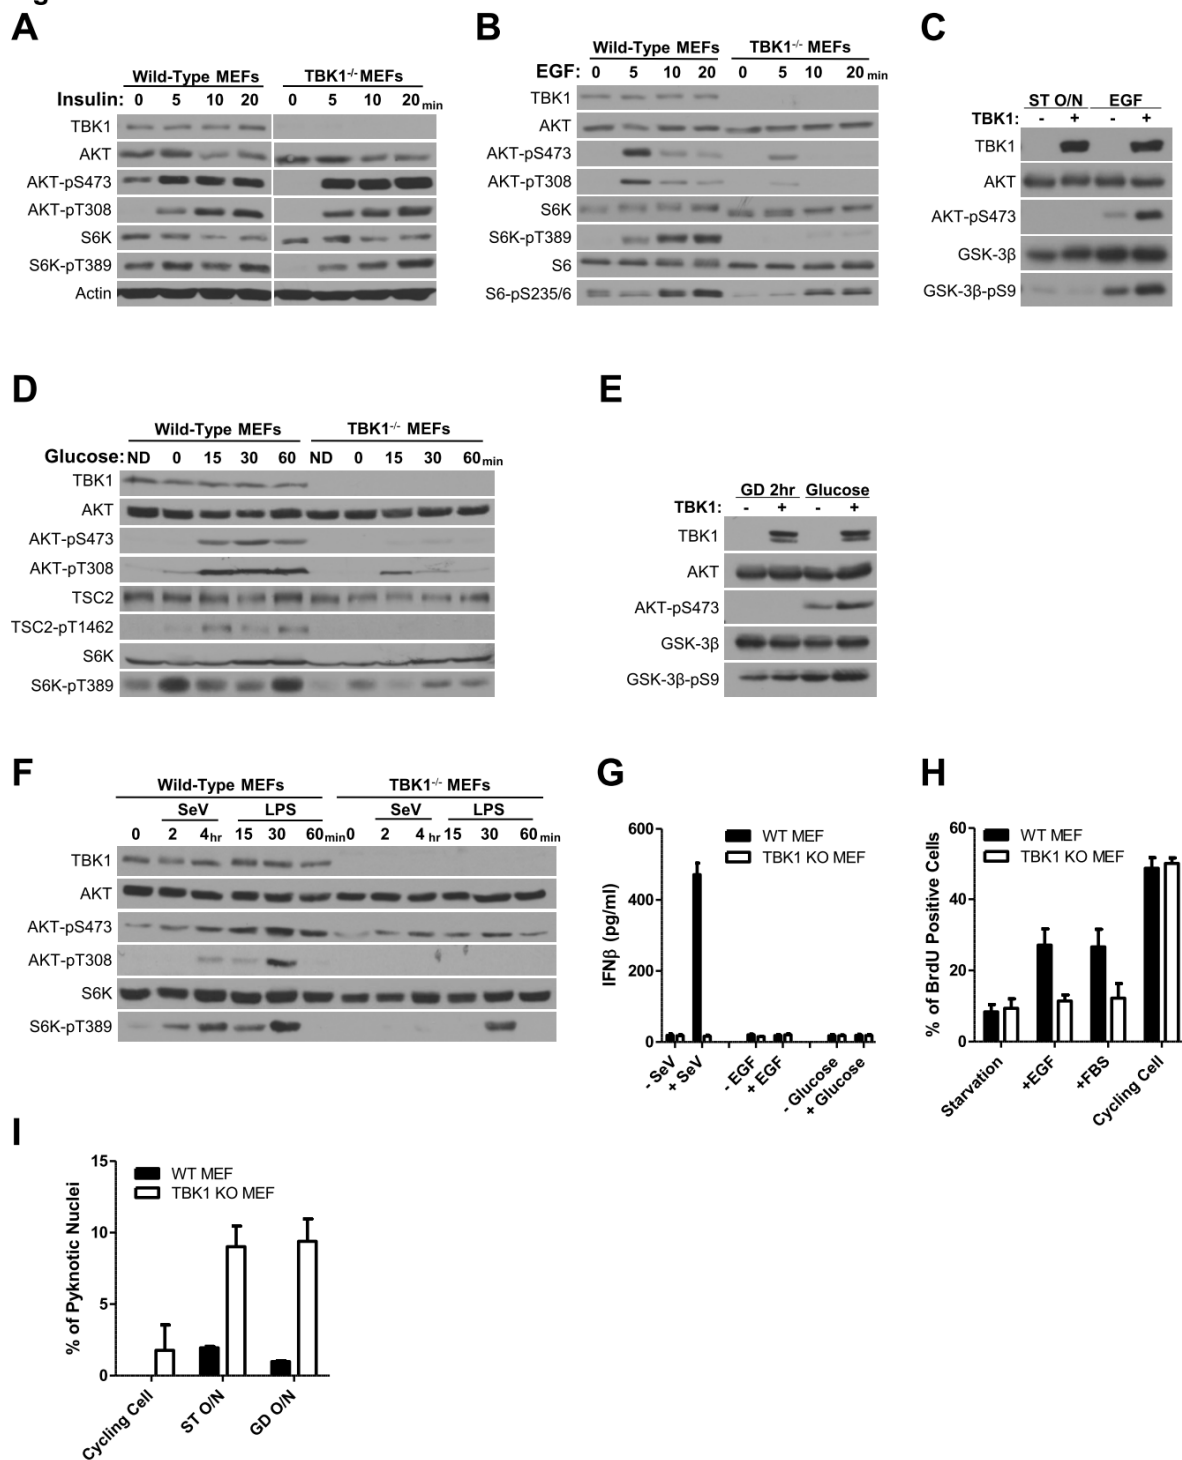 A
Wild-Type MEFs TBK1-/-MEFs
Insulin: 0 5 10 20 0 5 10 20 min
TBK1
AKT
AKT-pS473
AKT-pT308
S6K
S6K-pT389
Actin
B
Wild-Type MEFs TBK1-/- MEFs
EGF: 0 5 10 20 0 5 10 20 min
TBK1
AKT
AKT-pS473
AKT-pT308
S6K
S6K-pT389
S6
S6-pS235/6
C
ST O/N EGF
TBK1: - + - +
TBK1
AKT
AKT-pS473
GSK-3β
GSK-3β-pS9
D
Wild-Type MEFs TBK1-/- MEFs
Glucose: ND 0 15 30 60 ND 0 15 30 60 min
TBK1
AKT
AKT-pS473
AKT-pT308
TSC2
TSC2-pT1462
S6K
S6K-pT389
E
GD 2hr Glucose
TBK1: - + - +
TBK1
AKT
AKT-pS473
GSK-3β
GSK-3β-pS9
F
Wild-Type MEFs TBK1-/- MEFs
SeV LPS SeV LPS
0 2 4 hr 15 30 60 min 0 2 4 hr 15 30 60 min
TBK1
AKT
AKT-pS473
AKT-pT308
S6K
S6K-pT389
G
IFNβ (pg/ml)
600
400
200
0
WT MEF
TBK1 KO MEF
- SeV
+ SeV
- EGF
+ EGF
- Glucose
+ Glucose
H
% of BrdU Positive Cells
60
40
20
0
WT MEF
TBK1 KO MEF
Starvation
+EGF
+FBS
Cycling Cell
I
% of Pyknotic Nuclei
15
10
5
0
WT MEF
TBK1 KO MEF
Cycling Cell
ST O/N
GD O/N